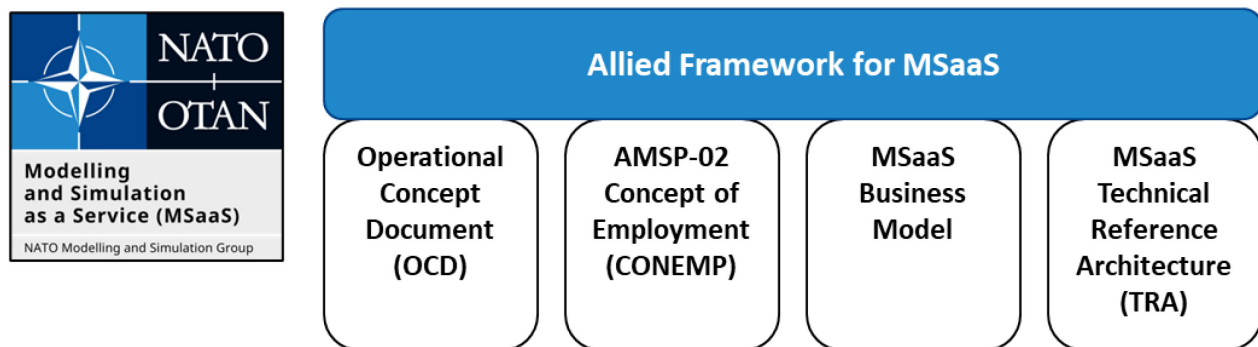 NATO
OTAN
Modelling
and Simulation
as a Service (MSaaS)
NATO Modelling and Simulation Group
Allied Framework for MSaaS
Operational
Concept
Document
(OCD)
AMSP-02
Concept of
Employment
(CONEMP)
MSaaS
Business
Model
MSaaS
Technical
Reference
Architecture
(TRA)